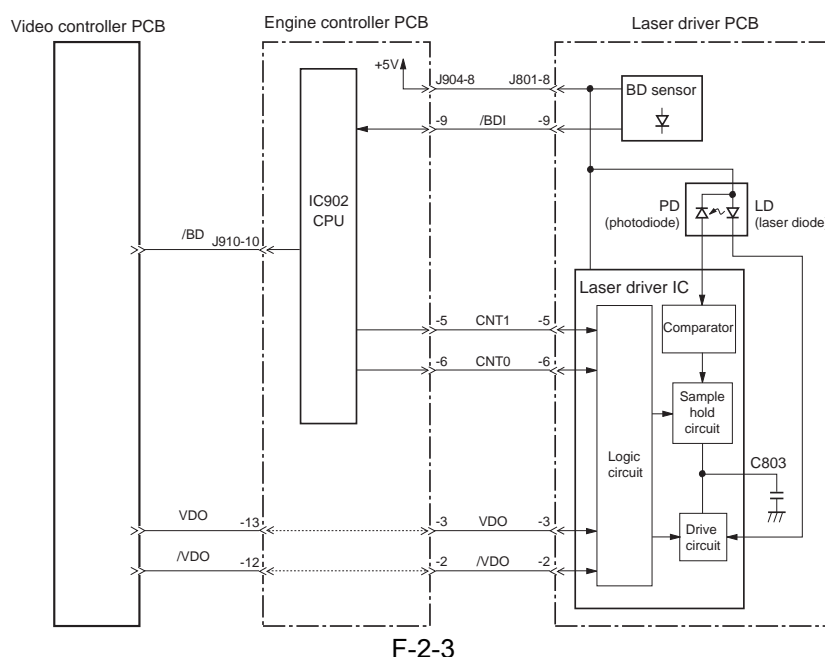 Video controller PCB
Engine controller PCB
Laser driver PCB
+5V
J904-8
J801-8
BD sensor
-9
/BDI
-9
IC902
CPU
PD
(photodiode)
LD
(laser diode
/BD
J910-10
Laser driver IC
-5
CNT1
-5
Comparator
-6
CNT0
-6
Sample
hold
circuit
Logic
circuit
C803
VDO
-13
-3
VDO
-3
Drive
circuit
/VDO
-12
-2
/VDO
-2
F-2-3